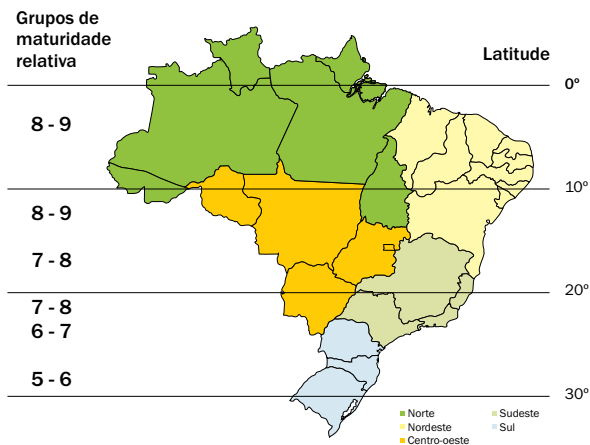 Grupos de
maturidade
relativa
Latitude
0º
8 - 9
10º
8 - 9
7 - 8
20º
7 - 8
6 - 7
5 - 6
30º
Norte
Nordeste
Centro-oeste
Sudeste
Sul